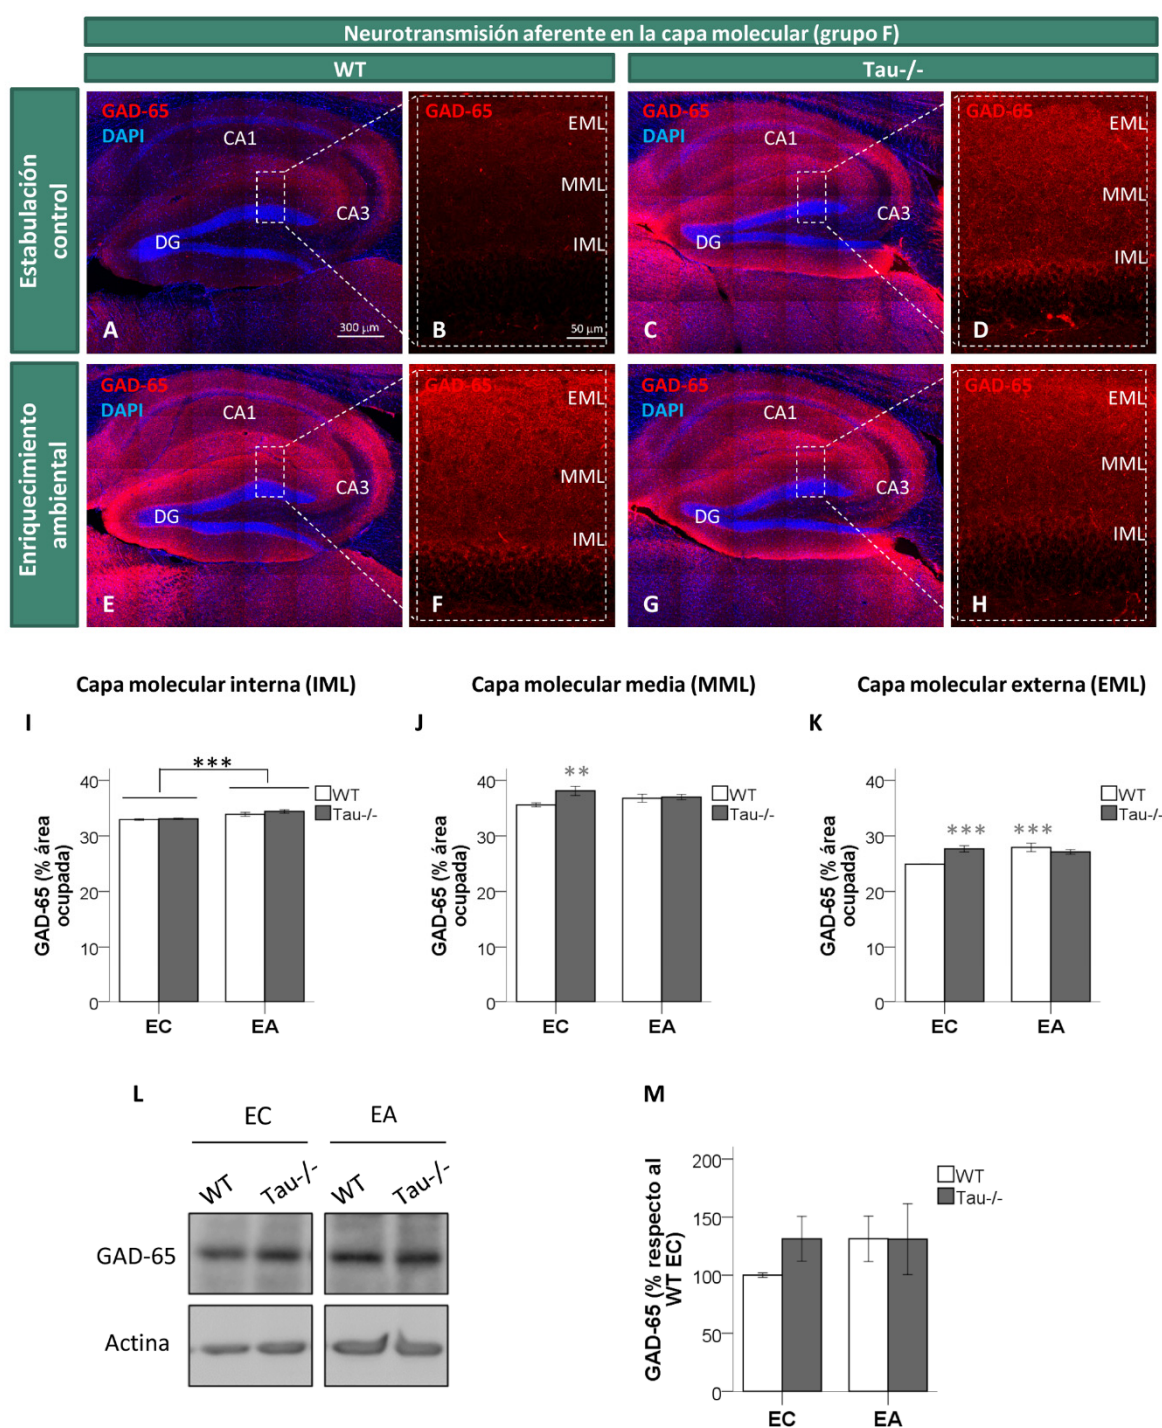 Neurotransmisión aferente en la capa molecular (grupo F)
WT
Tau-/-
Estabulación
control
GAD-65
DAPI
CA1
CA3
DG
A
300 µm
GAD-65
EML
MML
IML
B
50 µm
GAD-65
DAPI
CA1
CA3
DG
C
GAD-65
EML
MML
IML
D
Enriquecimiento
ambiental
GAD-65
DAPI
CA1
CA3
DG
E
GAD-65
EML
MML
IML
F
GAD-65
DAPI
CA1
CA3
DG
G
GAD-65
EML
MML
IML
H
Capa molecular interna (IML)
I
GAD-65 (% área
ocupada)
40
30
20
10
0
***
WT
Tau-/-
EC
EA
Capa molecular media (MML)
J
GAD-65 (% área
ocupada)
40
30
20
10
0
**
WT
Tau-/-
EC
EA
Capa molecular externa (EML)
K
GAD-65 (% área
ocupada)
40
30
20
10
0
***
***
WT
Tau-/-
EC
EA
L
EC
EA
WT
Tau-/-
WT
Tau-/-
GAD-65
Actina
M
GAD-65 (% respecto al
WT EC)
200
150
100
50
0
WT
Tau-/-
EC
EA